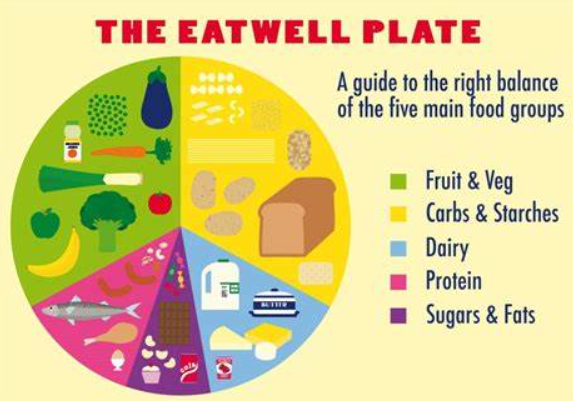 THE EATWELL PLATE
A guide to the right balance
of the five main food groups
Fruit & Veg
Carbs & Starches
Dairy
Protein
Sugars & Fats
BUTTER
cola